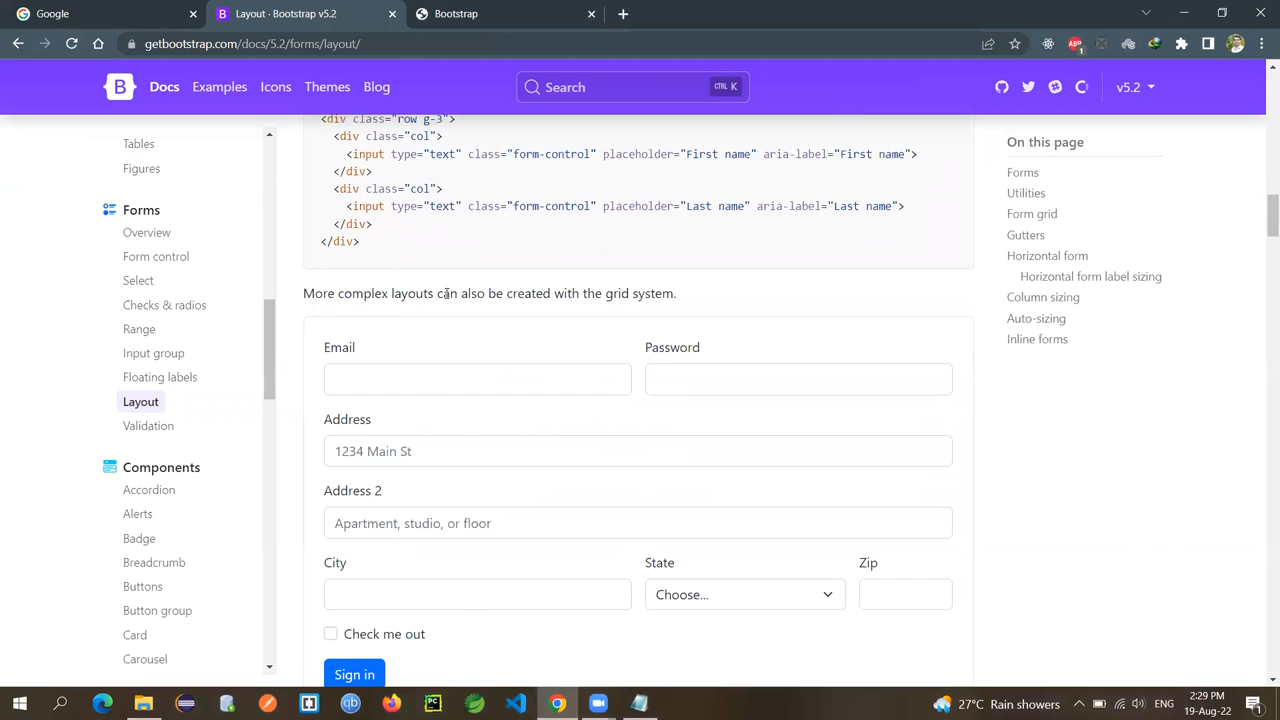 Google
Layout · Bootstrap v5.2
Bootstrap
getbootstrap.com/docs/5.2/forms/layout/
Docs
Examples
Icons
Themes
Blog
Search
CTRL K
v5.2
Tables
Figures
Forms
Overview
Form control
Select
Checks & radios
Range
Input group
Floating labels
Layout
Validation
Components
Accordion
Alerts
Badge
Breadcrumb
Buttons
Button group
Card
Carousel
<div class="row g-3">
<div class="col">
<input type="text" class="form-control" placeholder="First name" aria-label="First name">
</div>
<div class="col">
<input type="text" class="form-control" placeholder="Last name" aria-label="Last name">
</div>
</div>
More complex layouts can also be created with the grid system.
Email
Password
Address
1234 Main St
Address 2
Apartment, studio, or floor
City
State
Zip
Choose...
Check me out
Sign in
On this page
Forms
Utilities
Form grid
Gutters
Horizontal form
Horizontal form label sizing
Column sizing
Auto-sizing
Inline forms
27°C Rain showers
ENG
2:29 PM
19-Aug-22